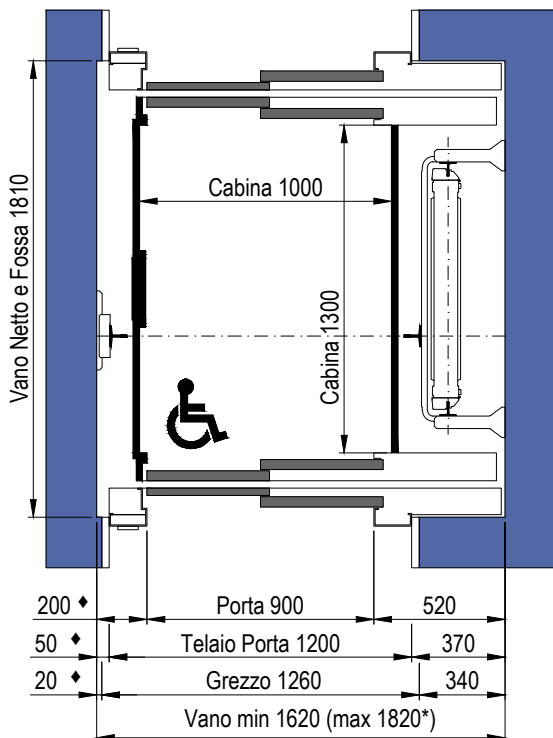 Cabina 1000
Vano Netto e Fossa 1810
Cabina 1300
200 ♦ Porta 900 520
50 ♦ Telaio Porta 1200 370
20 ♦ Grezzo 1260 340
Vano min 1620 (max 1820*)